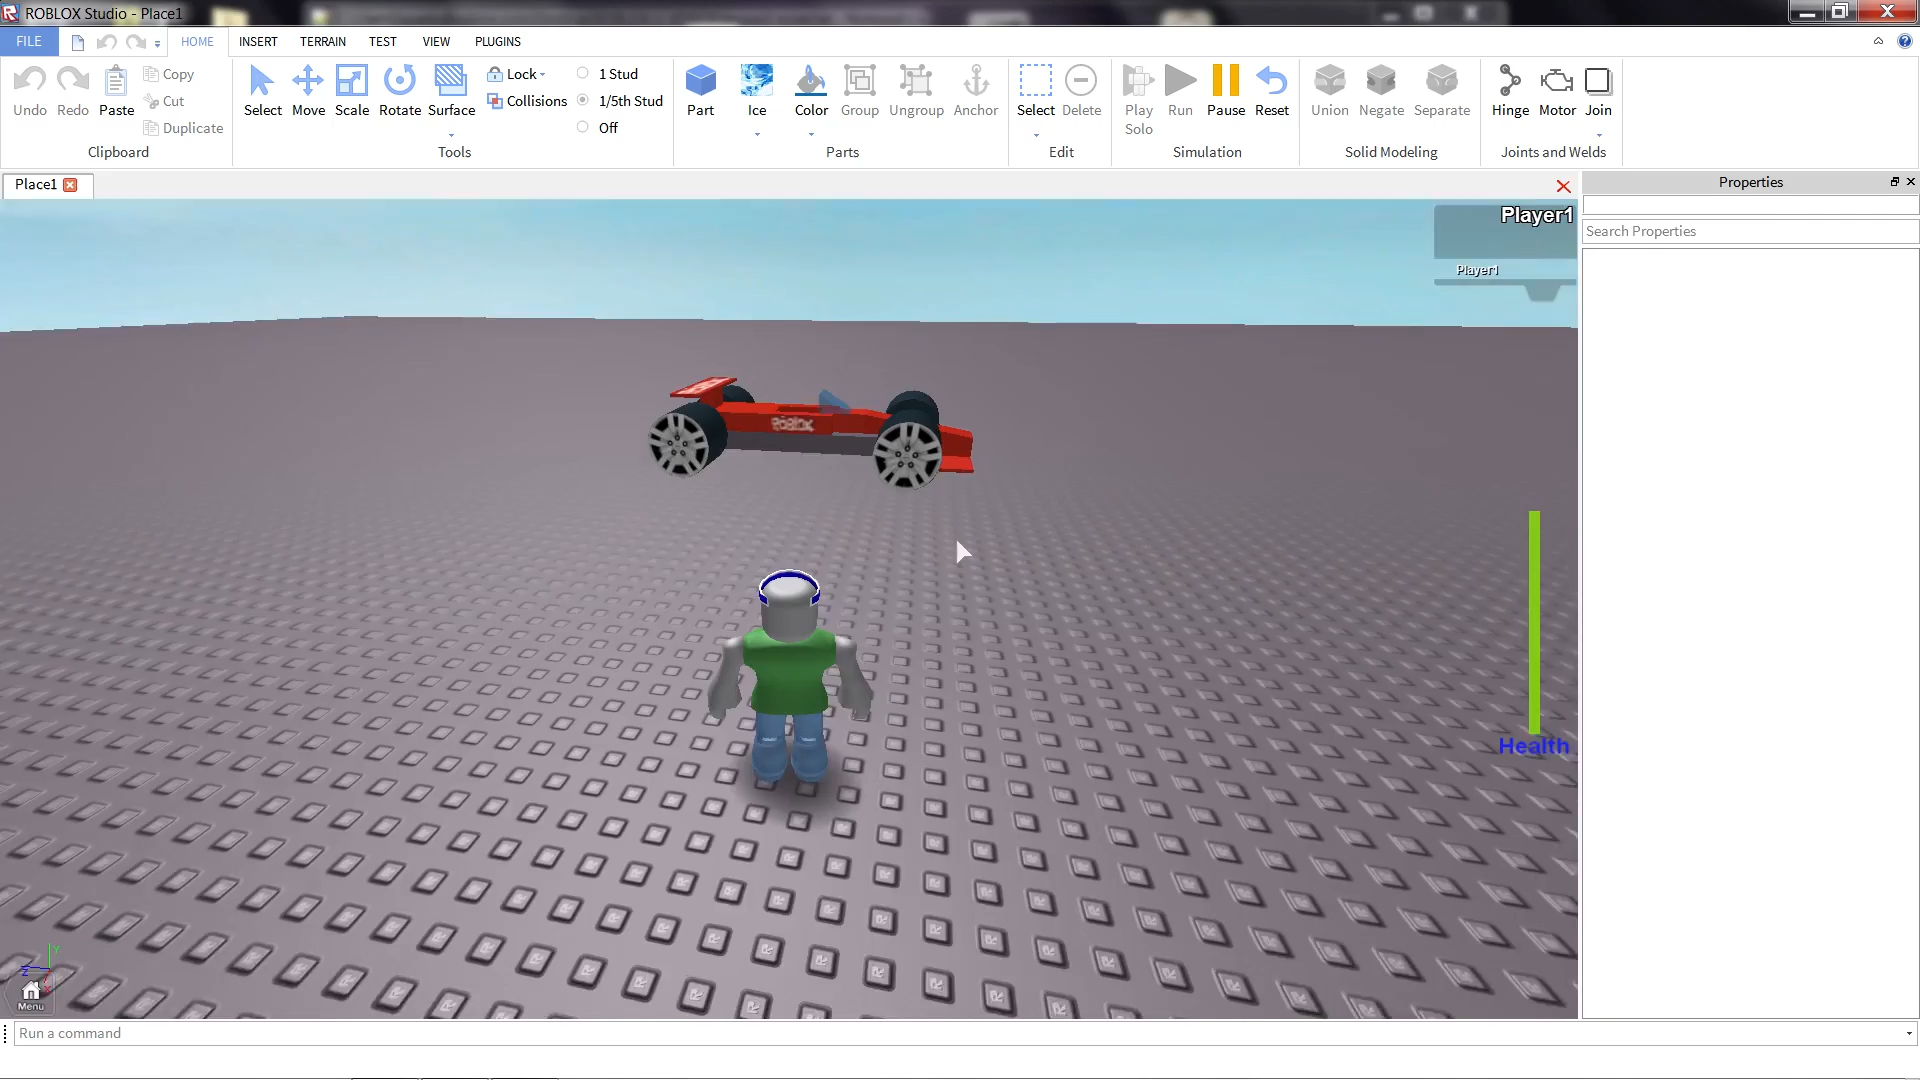 ROBLOX Studio - Place1
FILE HOME INSERT TERRAIN TEST VIEW PLUGINS
Undo Redo Paste Copy Cut Duplicate
Clipboard
Select Move Scale Rotate Surface Lock Collisions 1 Stud 1/5th Stud Off
Tools
Part Ice Color Group Ungroup Anchor
Parts
Select Delete
Edit
Play Solo Run Pause Reset
Simulation
Union Negate Separate
Solid Modeling
Hinge Motor Join
Joints and Welds
Place1
Properties
Search Properties
Player1
Player1
ROBLOX
Health
Y
Z
X
Menu
Run a command